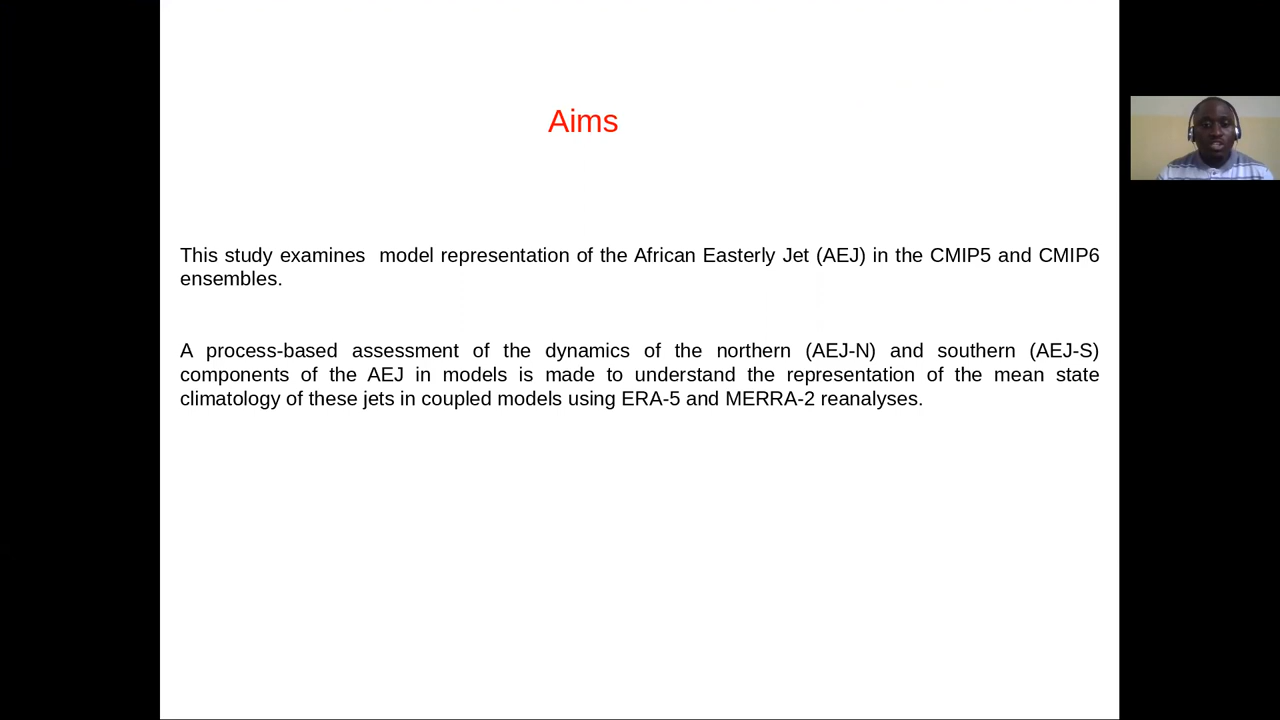 Aims
This study examines  model representation of the African Easterly Jet (AEJ) in the CMIP5 and CMIP6
ensembles.
A process-based assessment of the dynamics of the northern (AEJ-N) and southern (AEJ-S)
components of the AEJ in models is made to understand the representation of the mean state
climatology of these jets in coupled models using ERA-5 and MERRA-2 reanalyses.